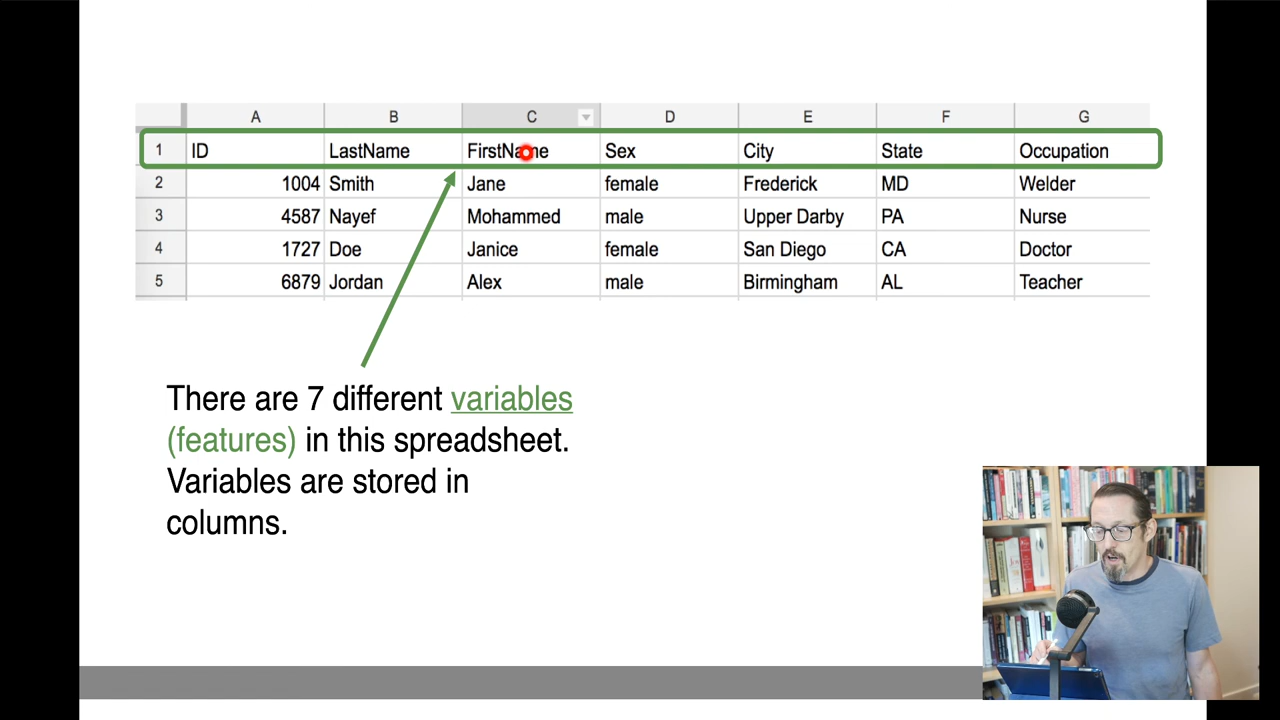 A B C D E F G
1 ID LastName FirstName Sex City State Occupation
2 1004 Smith Jane female Frederick MD Welder
3 4587 Nayef Mohammed male Upper Darby PA Nurse
4 1727 Doe Janice female San Diego CA Doctor
5 6879 Jordan Alex male Birmingham AL Teacher
There are 7 different variables
(features) in this spreadsheet.
Variables are stored in
columns.